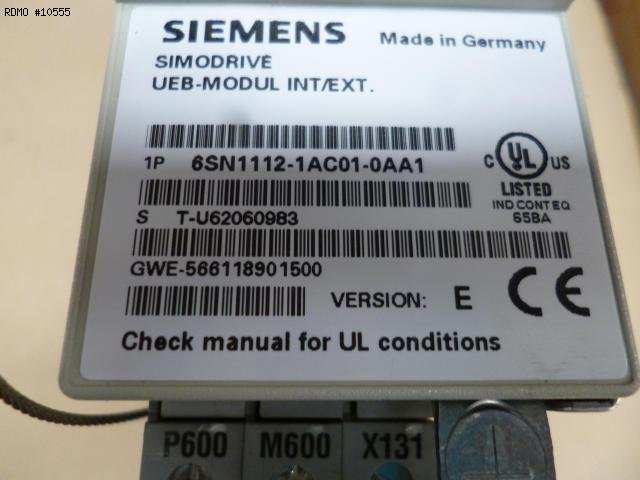 RDMO #10555
SIEMENS
Made in Germany
SIMODRIVE
UEB-MODUL INT/EXT.
1P 6SN1112-1AC01-0AA1
C UL US
LISTED
IND CONT EQ
65BA
S T-U62060983
GWE-566118901500
VERSION: E CE
Check manual for UL conditions
P600 M600 X131